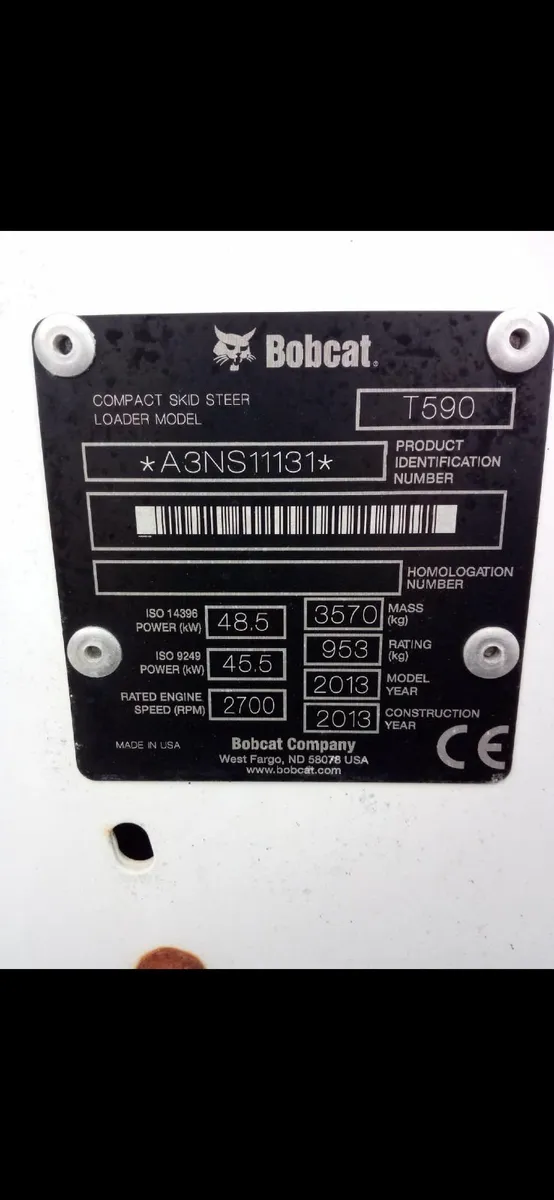 Bobcat®
COMPACT SKID STEER
LOADER MODEL
T590
*A3NS11131*
PRODUCT
IDENTIFICATION
NUMBER
HOMOLOGATION
NUMBER
ISO 14396
POWER (kW)
48.5
3570
MASS
(kg)
ISO 9249
POWER (kW)
45.5
953
RATING
(kg)
RATED ENGINE
SPEED (RPM)
2700
2013
MODEL
YEAR
2013
CONSTRUCTION
YEAR
MADE IN USA
Bobcat Company
West Fargo, ND 58078 USA
www.bobcat.com
CE